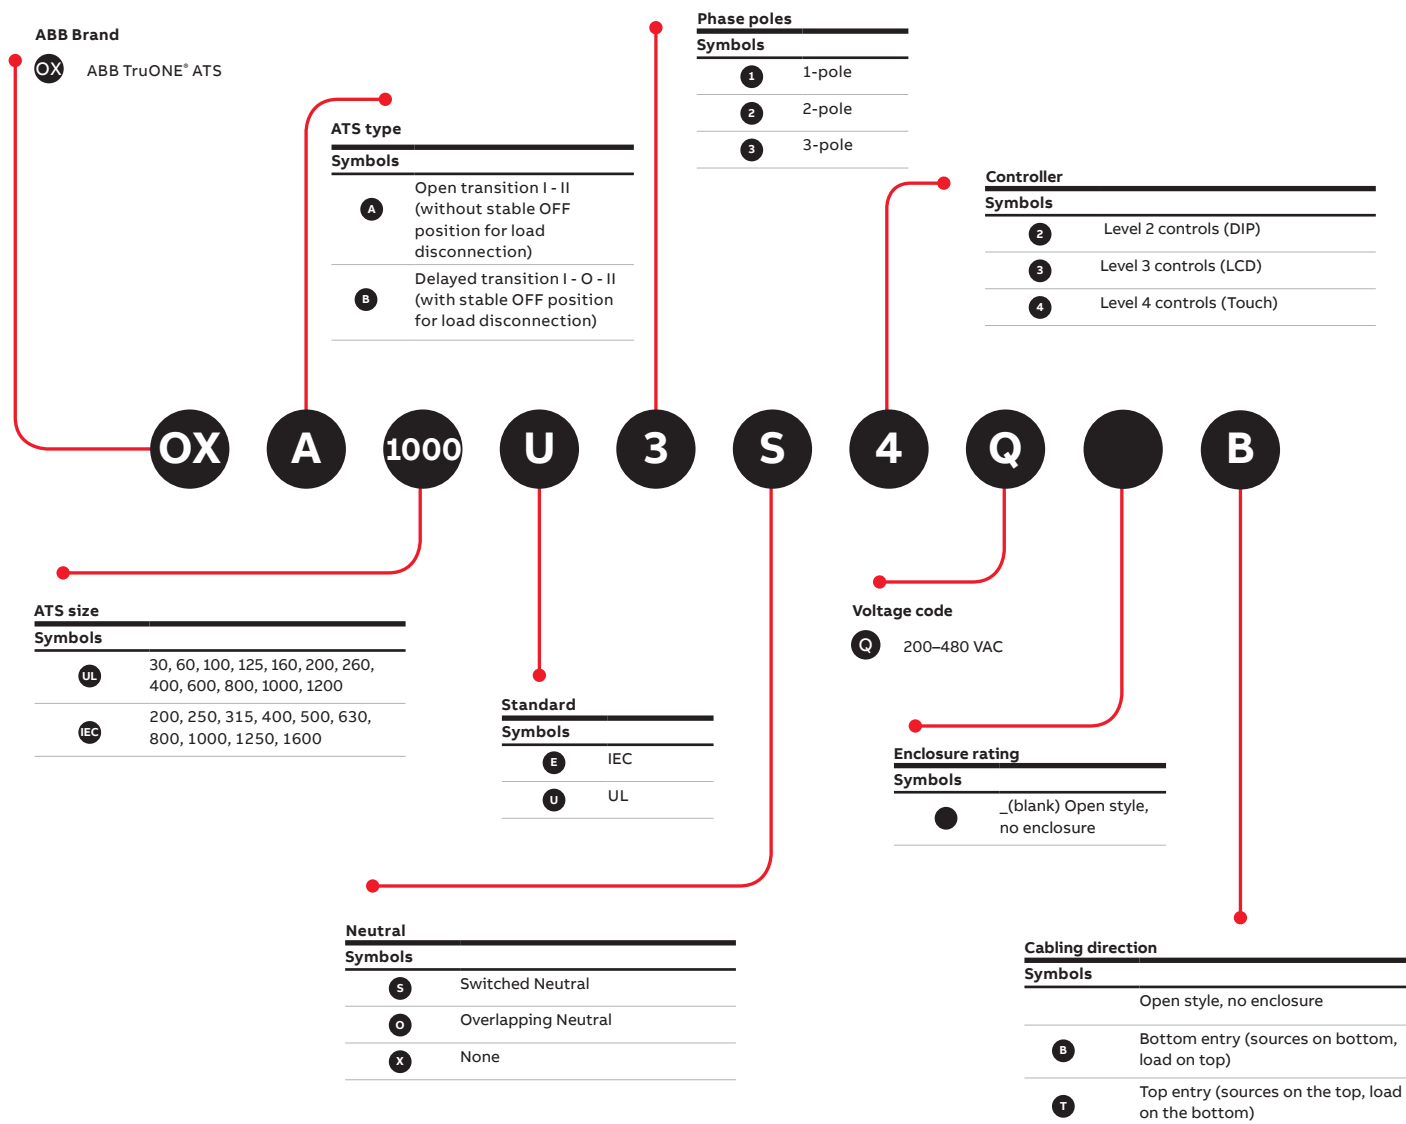 ABB Brand
OX ABB TruONE® ATS
ATS type
Symbols
A Open transition I - II
(without stable OFF
position for load
disconnection)
B Delayed transition I - O - II
(with stable OFF position
for load disconnection)
Phase poles
Symbols
1 1-pole
2 2-pole
3 3-pole
Controller
Symbols
2 Level 2 controls (DIP)
3 Level 3 controls (LCD)
4 Level 4 controls (Touch)
OX A 1000 U 3 S 4 Q B
ATS size
Symbols
UL 30, 60, 100, 125, 160, 200, 260,
400, 600, 800, 1000, 1200
IEC 200, 250, 315, 400, 500, 630,
800, 1000, 1250, 1600
Standard
Symbols
E IEC
U UL
Voltage code
Q 200–480 VAC
Enclosure rating
Symbols
_(blank) Open style,
no enclosure
Neutral
Symbols
S Switched Neutral
O Overlapping Neutral
X None
Cabling direction
Symbols
Open style, no enclosure
B Bottom entry (sources on bottom,
load on top)
T Top entry (sources on the top, load
on the bottom)